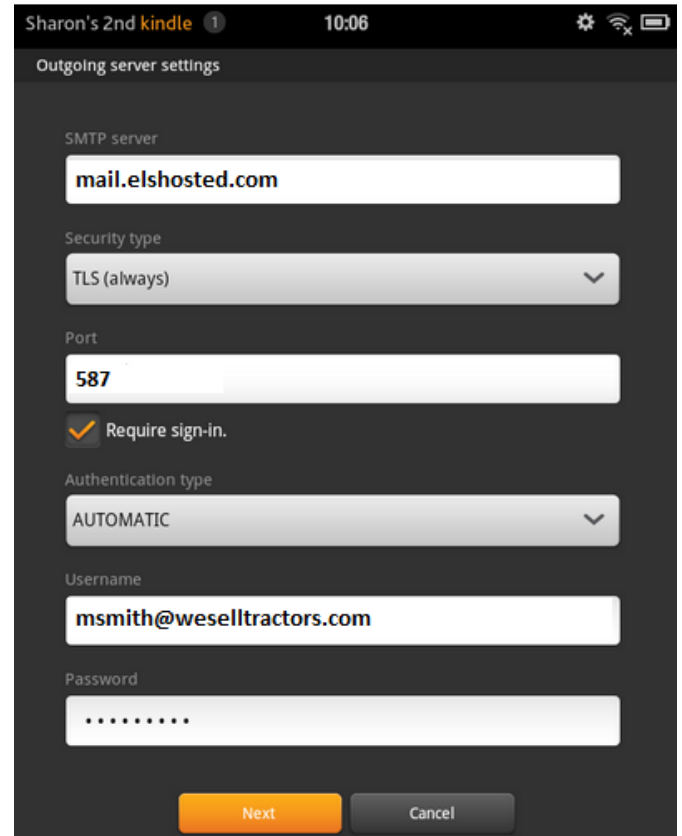 Sharon's 2nd kindle 1 10:06
Outgoing server settings
SMTP server
mail.elshosted.com
Security type
TLS (always)
Port
587
Require sign-in.
Authentication type
AUTOMATIC
Username
msmith@weselltractors.com
Password
•••••••••
Next Cancel